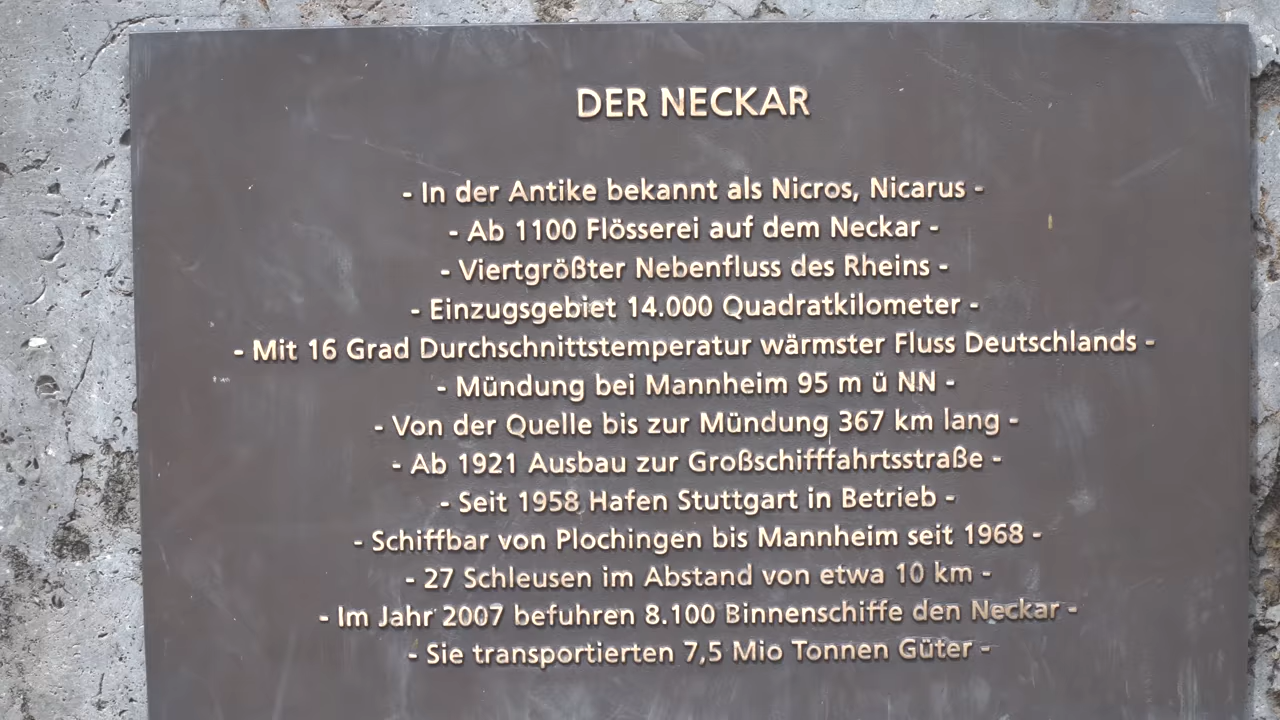 DER NECKAR
- In der Antike bekannt als Nicros, Nicarus -
- Ab 1100 Flösserei auf dem Neckar -
- Viertgrößter Nebenfluss des Rheins -
- Einzugsgebiet 14.000 Quadratkilometer -
- Mit 16 Grad Durchschnittstemperatur wärmster Fluss Deutschlands -
- Mündung bei Mannheim 95 m ü NN -
- Von der Quelle bis zur Mündung 367 km lang -
- Ab 1921 Ausbau zur Großschifffahrtsstraße -
- Seit 1958 Hafen Stuttgart in Betrieb -
- Schiffbar von Plochingen bis Mannheim seit 1968 -
- 27 Schleusen im Abstand von etwa 10 km -
- Im Jahr 2007 befuhren 8.100 Binnenschiffe den Neckar -
- Sie transportierten 7,5 Mio Tonnen Güter -